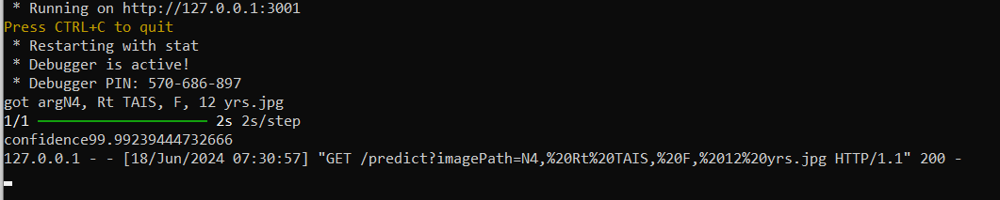 * Running on http://127.0.0.1:3001
Press CTRL+C to quit
* Restarting with stat
* Debugger is active!
* Debugger PIN: 570-686-897
got argN4, Rt TAIS, F, 12 yrs.jpg
1/1 ━━━━━━━━━━━━━━━━━━━━ 2s 2s/step
confidence99.99239444732666
127.0.0.1 - - [18/Jun/2024 07:30:57] "GET /predict?imagePath=N4,%20Rt%20TAIS,%20F,%2012%20yrs.jpg HTTP/1.1" 200 -